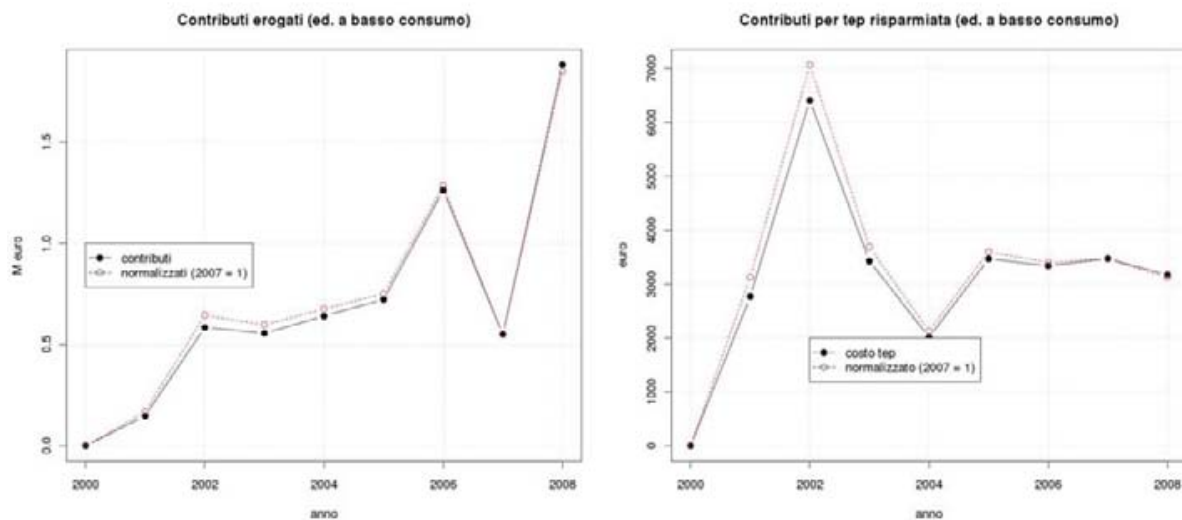 Contributi erogati (ed. a basso consumo)
M euro
0.0
0.5
1.0
1.5
contributi
normalizzati (2007 = 1)
2000
2002
2004
2006
2008
anno
Contributi per tep risparmiata (ed. a basso consumo)
euro
0
1000
2000
3000
4000
5000
6000
7000
costo tep
normalizzato (2007 = 1)
2000
2002
2004
2006
2008
anno